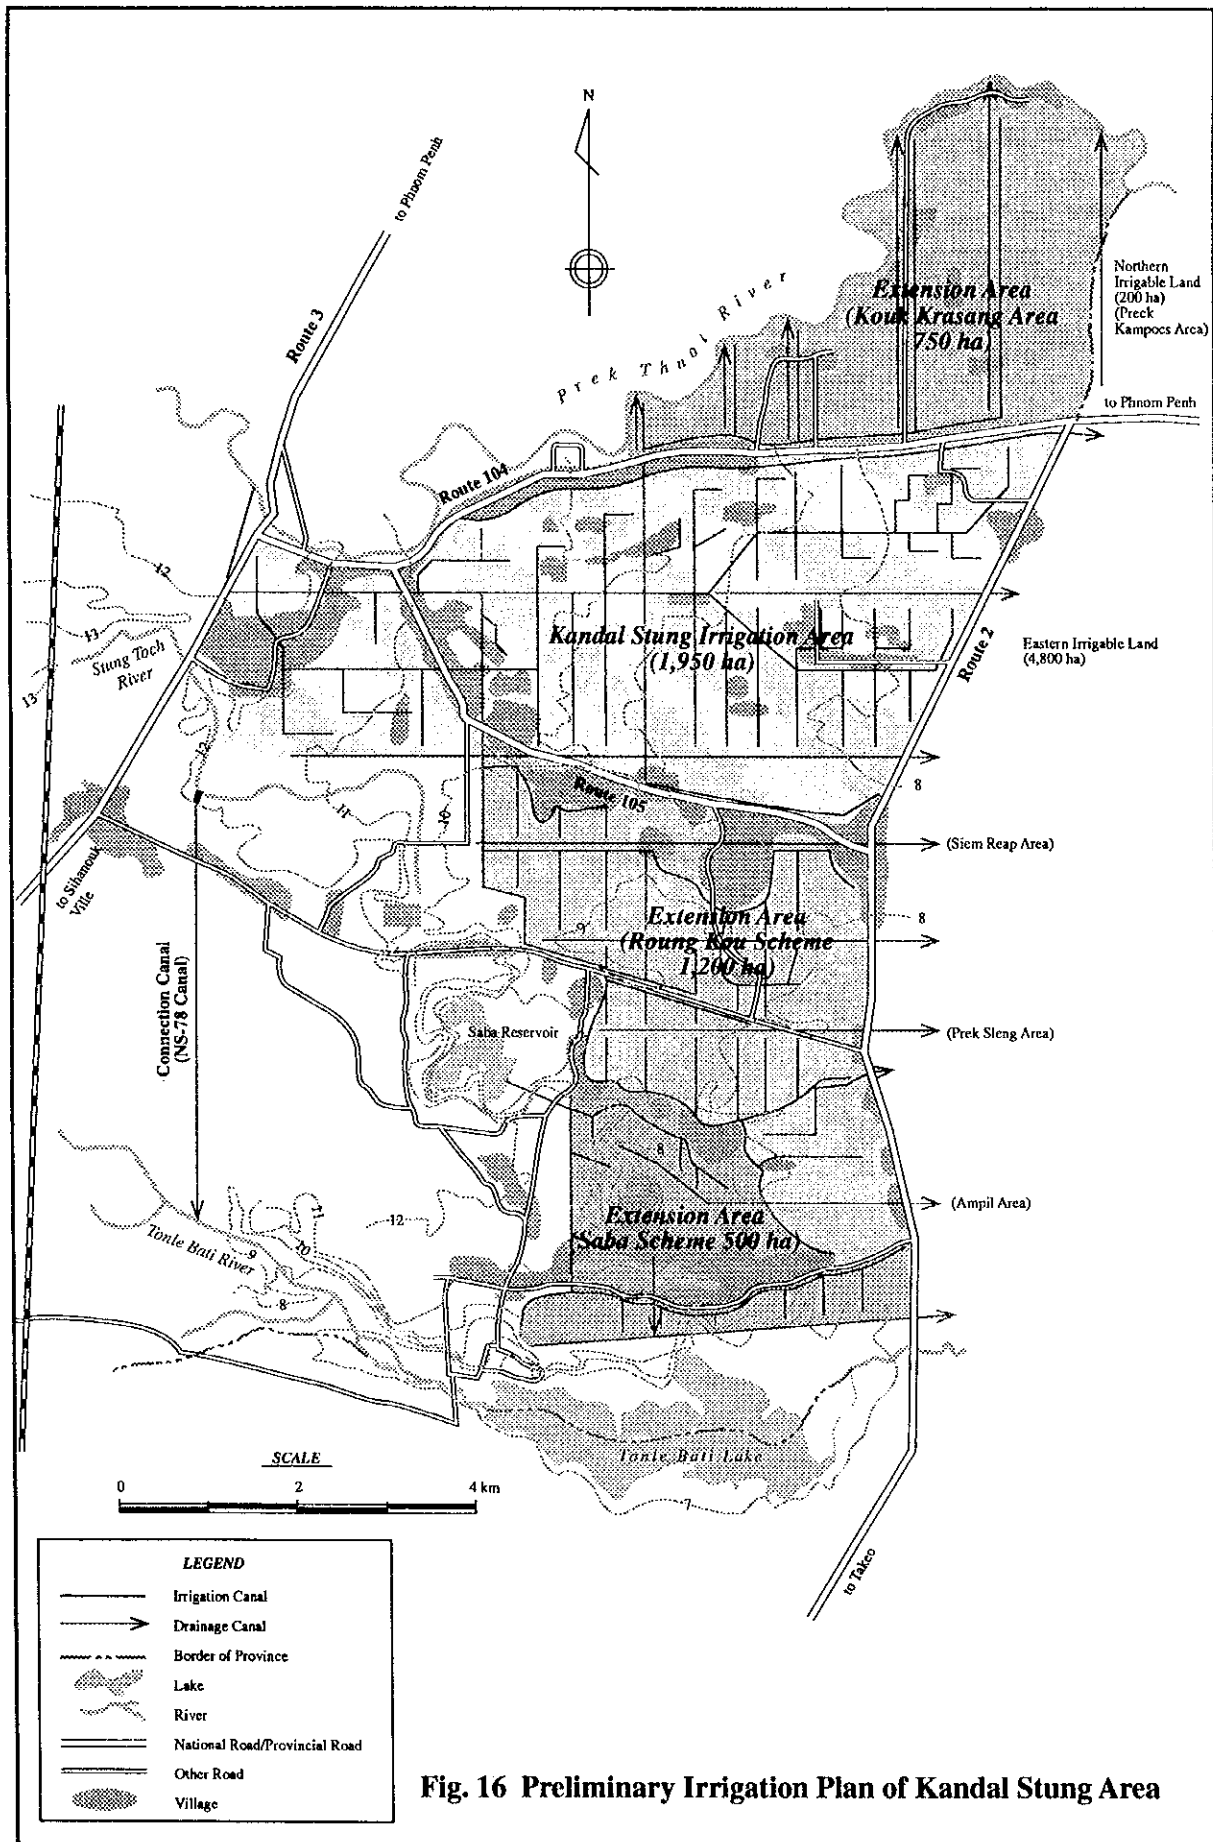 N
to Phnom Penh
Route 3
Prek Thnot River
Extension Area
(Kouk Krasang Area
750 ha)
Northern
Irrigable Land
(200 ha)
(Preck
Kampoes Area)
to Phnom Penh
Route 104
12
13
Stung Toch
River
13
Kandal Stung Irrigation Area
(1,950 ha)
Route 2
Eastern Irrigable Land
(4,800 ha)
12
11
10
Route 105
8
(Siem Reap Area)
to Sihanouk
Ville
Extension Area
(Roung Kou Scheme
1,200 ha)
9
8
Connection Canal
(NS-78 Canal)
Saba Reservoir
(Prek Sleng Area)
8
(Ampil Area)
Extension Area
(Saba Scheme 500 ha)
11
12
10
9
8
Tonle Bati River
Tonle Bati Lake
7
to Takeo
SCALE
0 2 4 km
LEGEND
Irrigation Canal
Drainage Canal
Border of Province
Lake
River
National Road/Provincial Road
Other Road
Village
Fig. 16 Preliminary Irrigation Plan of Kandal Stung Area